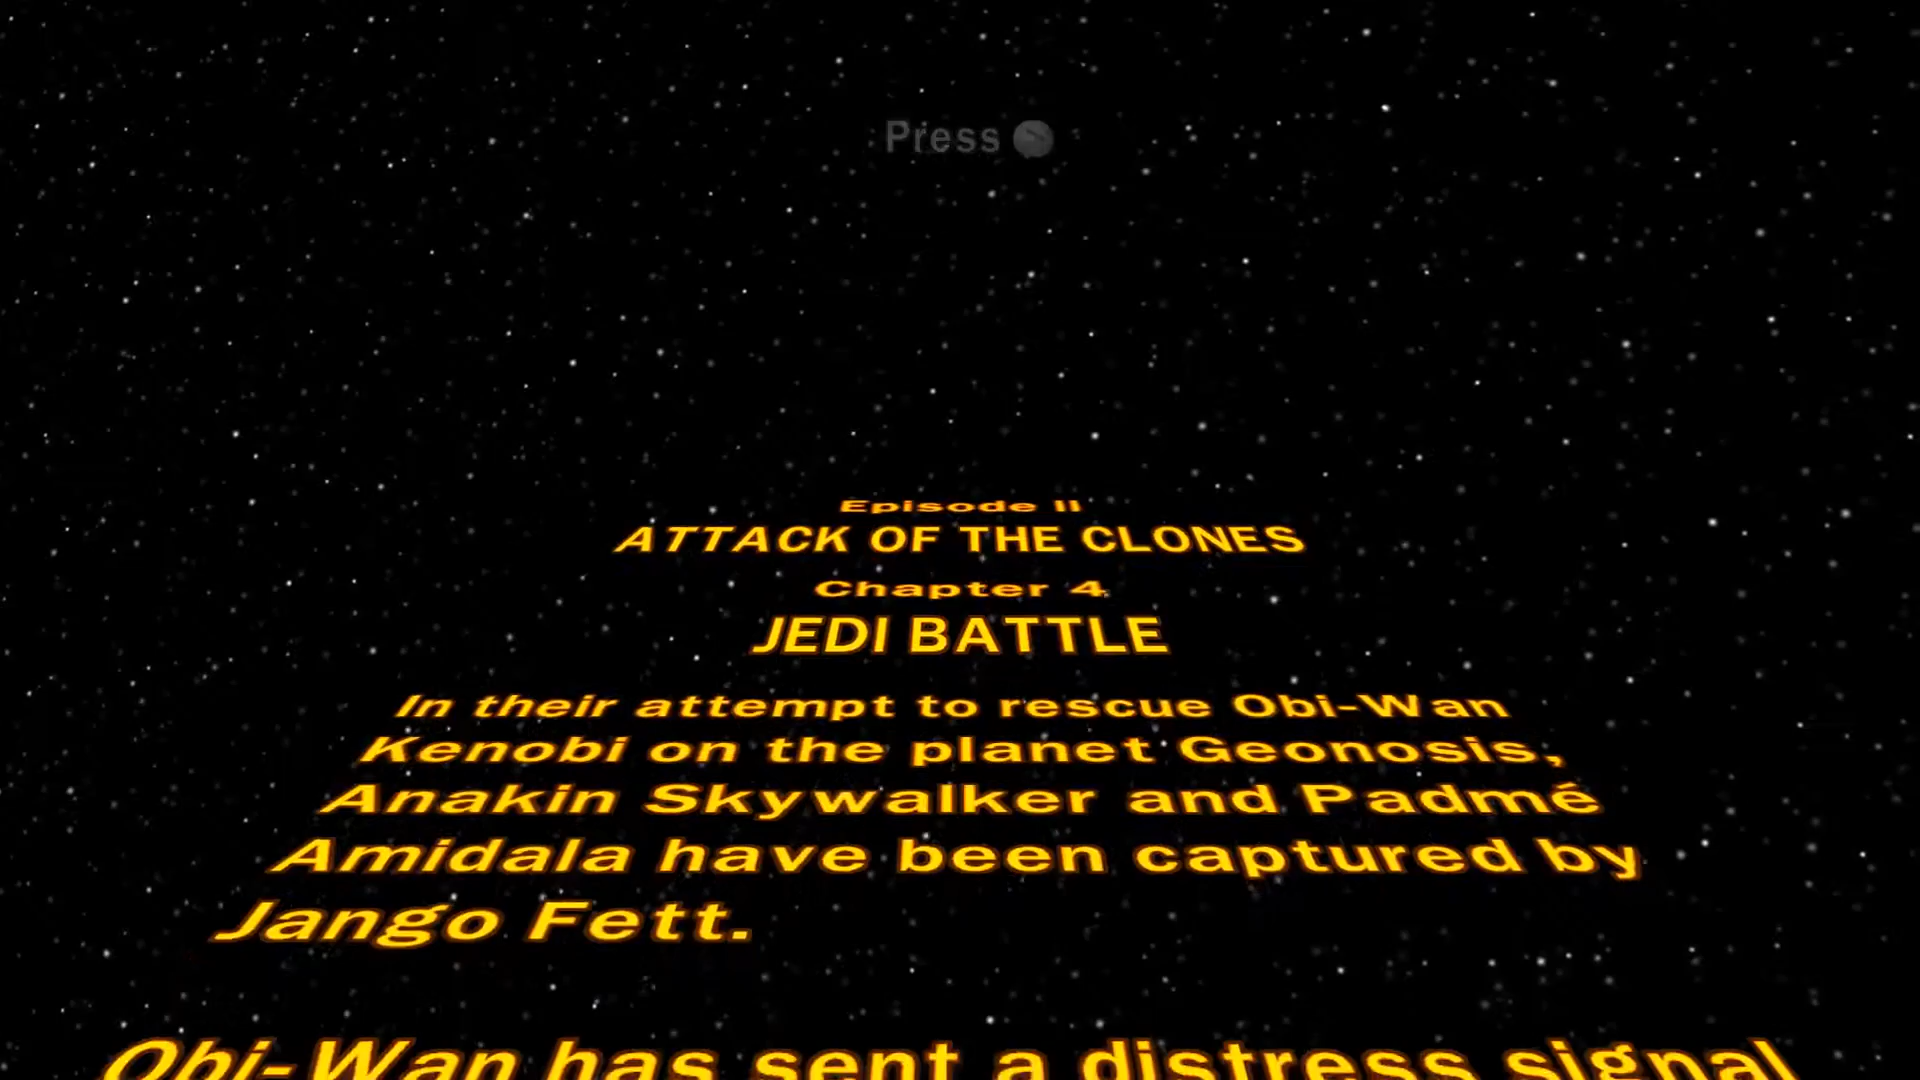 Press
Episode II
ATTACK OF THE CLONES
Chapter 4
JEDI BATTLE
In their attempt to rescue Obi-Wan
Kenobi on the planet Geonosis,
Anakin Skywalker and Padmé
Amidala have been captured by
Jango Fett.
Obi-Wan has sent a distress signal